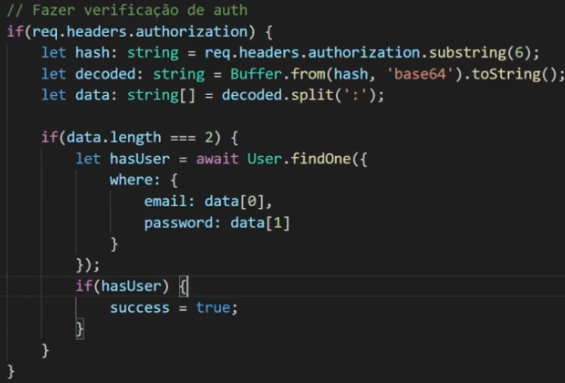 // Fazer verificação de auth
if(req.headers.authorization) {
    let hash: string = req.headers.authorization.substring(6);
    let decoded: string = Buffer.from(hash, 'base64').toString();
    let data: string[] = decoded.split(':');

    if(data.length === 2) {
        let hasUser = await User.findOne({
            where: {
                email: data[0],
                password: data[1]
            }
        });
        if(hasUser) {
            success = true;
        }
    }
}